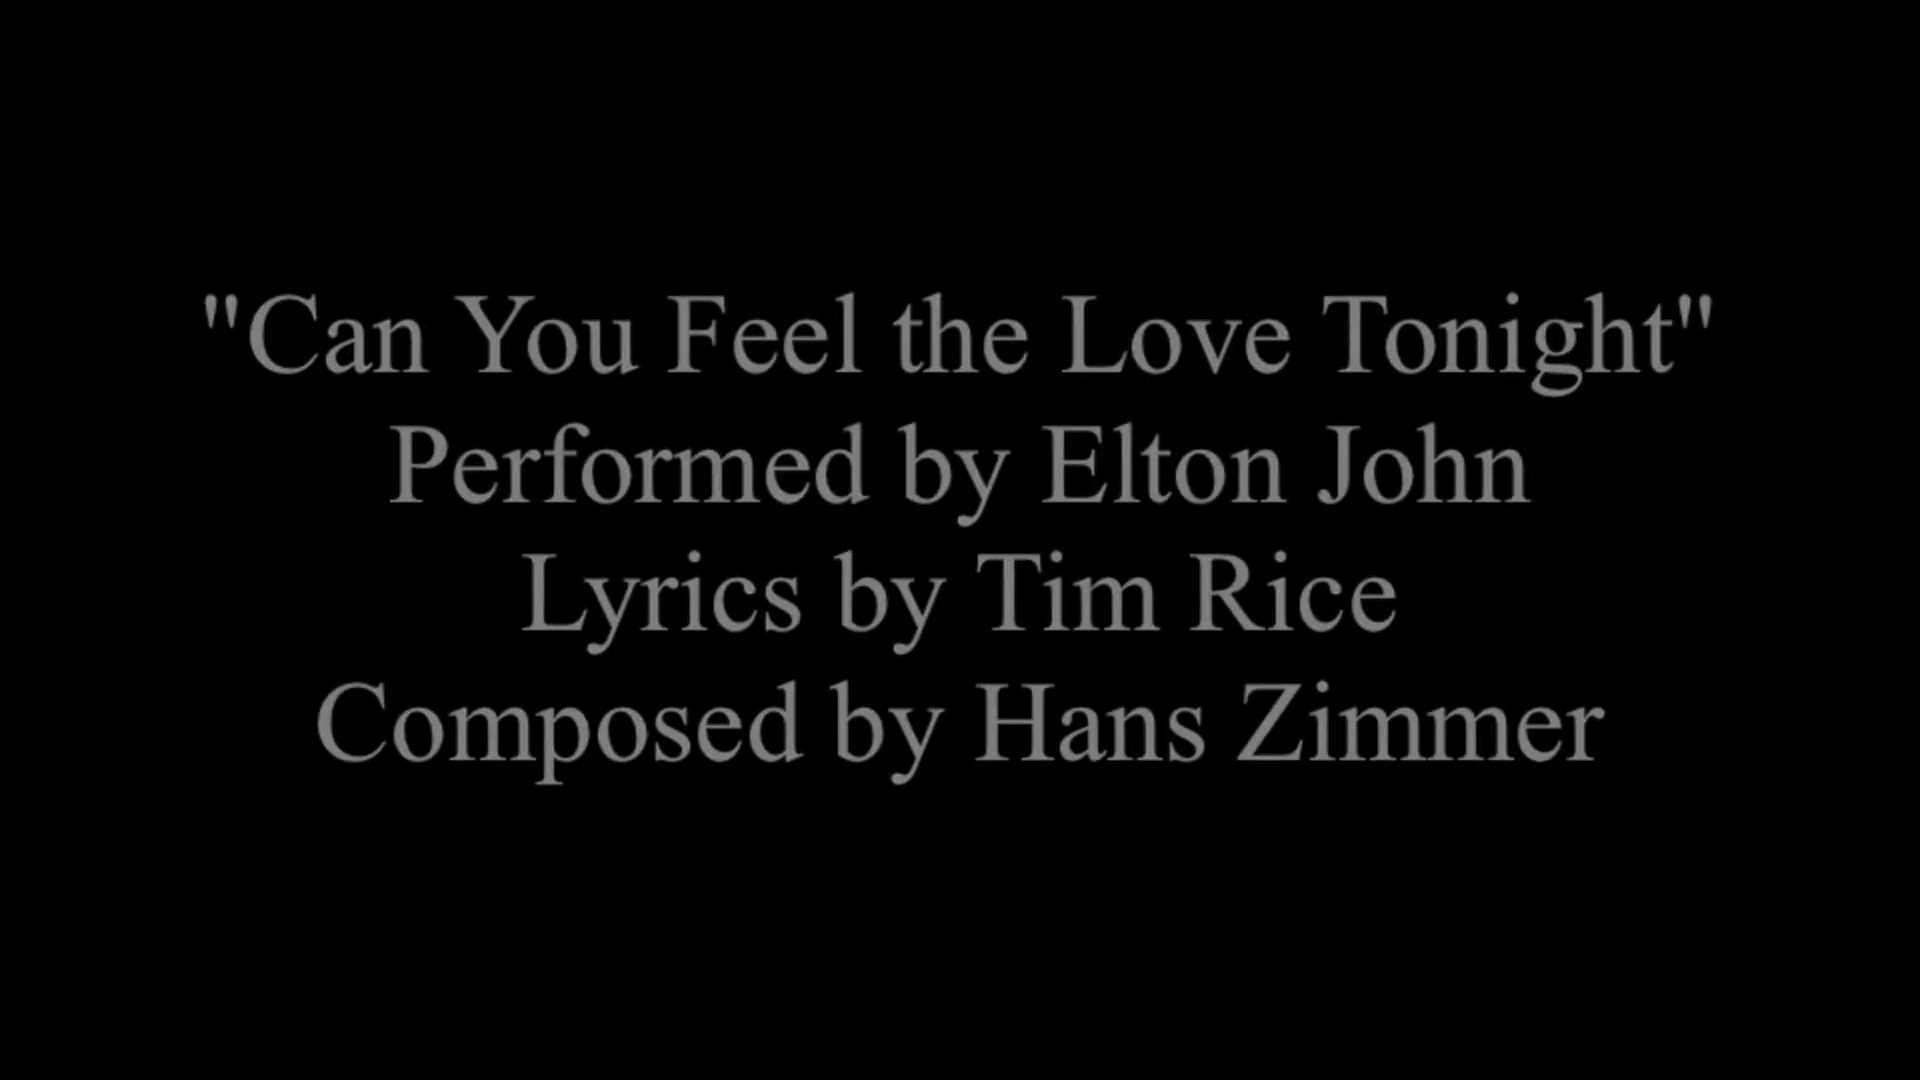 "Can You Feel the Love Tonight"
Performed by Elton John
Lyrics by Tim Rice
Composed by Hans Zimmer